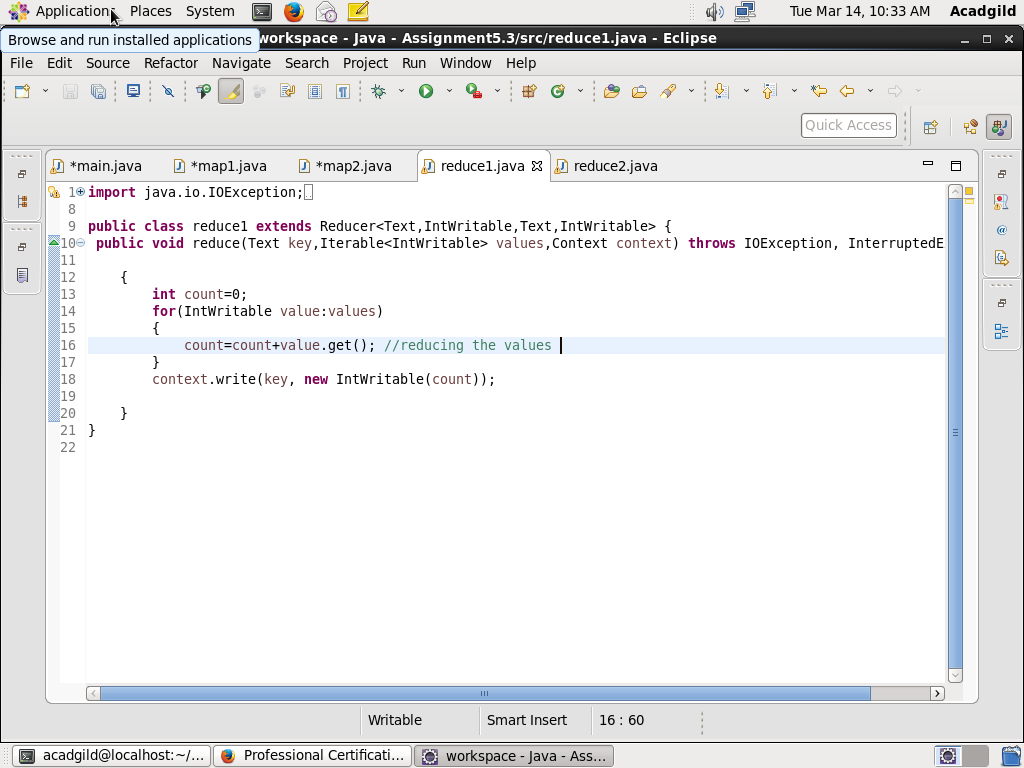 Applications Places System Tue Mar 14, 10:33 AM Acadgild
Browse and run installed applications
workspace - Java - Assignment5.3/src/reduce1.java - Eclipse
File Edit Source Refactor Navigate Search Project Run Window Help
Quick Access
*main.java *map1.java *map2.java reduce1.java reduce2.java
1 import java.io.IOException;
8
9 public class reduce1 extends Reducer<Text,IntWritable,Text,IntWritable> {
10 public void reduce(Text key,Iterable<IntWritable> values,Context context) throws IOException, InterruptedE
11
12 {
13 int count=0;
14 for(IntWritable value:values)
15 {
16 count=count+value.get(); //reducing the values
17 }
18 context.write(key, new IntWritable(count));
19
20 }
21 }
22
Writable Smart Insert 16 : 60
acadgild@localhost:~/... Professional Certificati... workspace - Java - Ass...